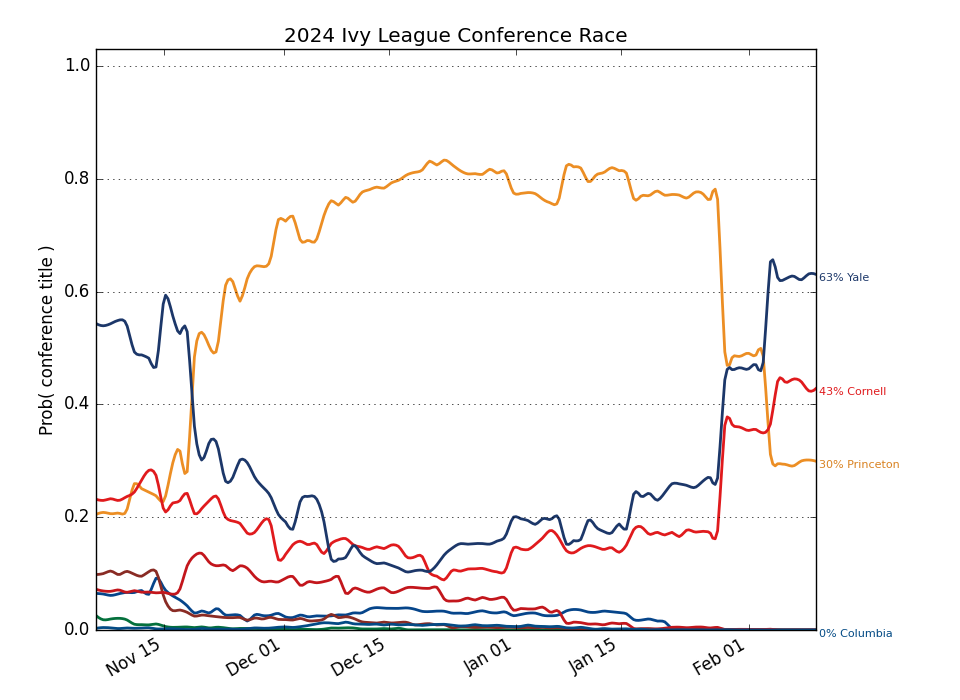 2024 Ivy League Conference Race
Prob( conference title )
1.0
0.8
0.6
0.4
0.2
0.0
Nov 15
Dec 01
Dec 15
Jan 01
Jan 15
Feb 01
63% Yale
43% Cornell
30% Princeton
0% Columbia